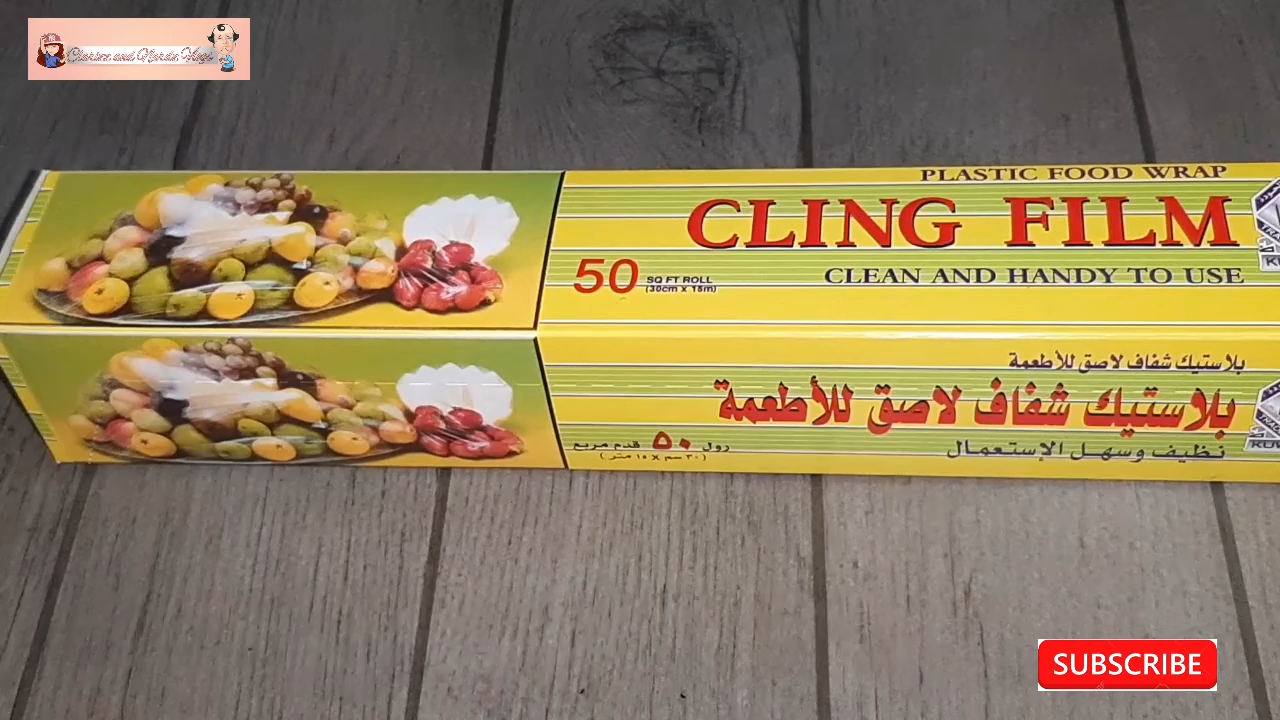 PLASTIC FOOD WRAP
CLING FILM
50 SQ FT ROLL
(30cm x 15m)
CLEAN AND HANDY TO USE
بلاستيك شفاف لاصق للأطعمة
بلاستيك شفاف لاصق للأطعمة
رول ٥٠ قدم مربع
(٣٠ سم x ١٥ متر)
نظيف وسهل الإستعمال
SUBSCRIBE